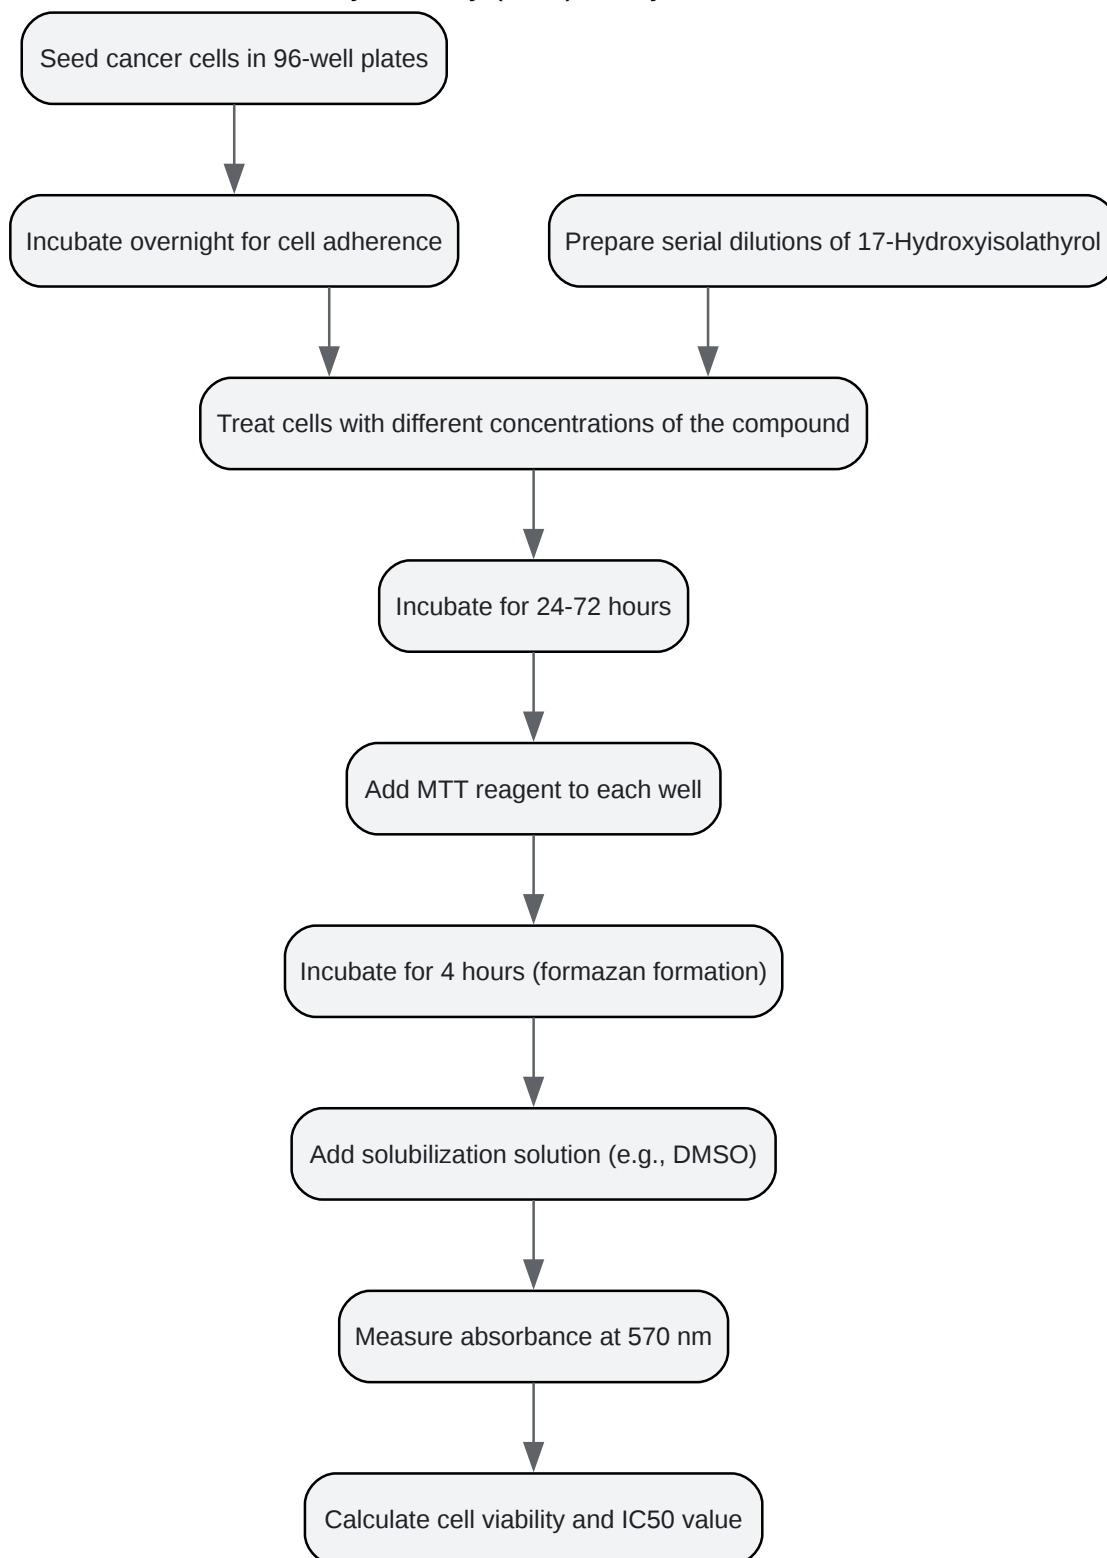 Seed cancer cells in 96-well plates
Incubate overnight for cell adherence
Prepare serial dilutions of 17-Hydroxyisolathyrol
Treat cells with different concentrations of the compound
Incubate for 24-72 hours
Add MTT reagent to each well
Incubate for 4 hours (formazan formation)
Add solubilization solution (e.g., DMSO)
Measure absorbance at 570 nm
Calculate cell viability and IC50 value